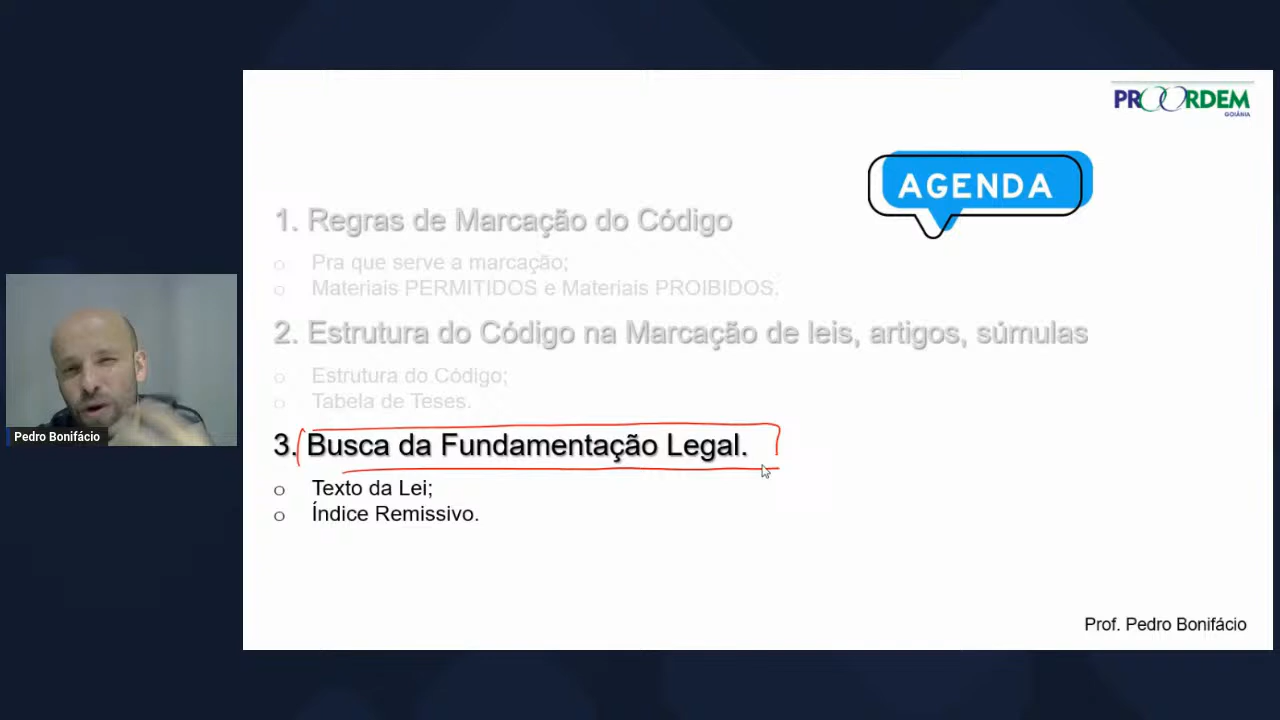 PROORDEM
GOIÂNIA
AGENDA
1. Regras de Marcação do Código
o Pra que serve a marcação;
o Materiais PERMITIDOS e Materiais PROIBIDOS.
2. Estrutura do Código na Marcação de leis, artigos, súmulas
o Estrutura do Código;
o Tabela de Teses.
3. Busca da Fundamentação Legal.
o Texto da Lei;
o Índice Remissivo.
Pedro Bonifácio
Prof. Pedro Bonifácio